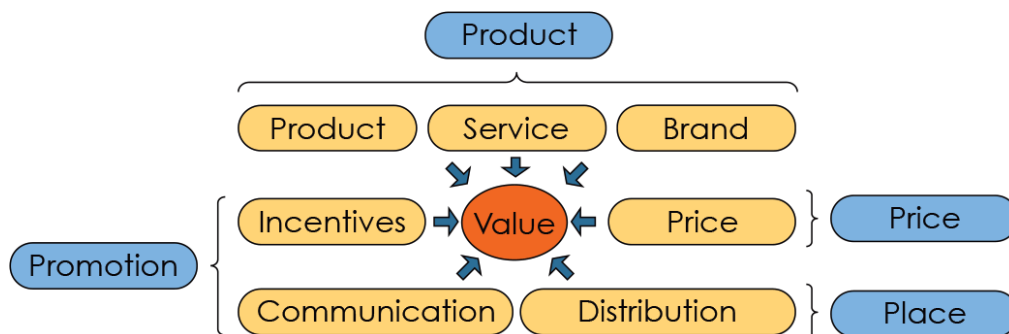 Product
Product Service Brand
Incentives Value Price Price
Promotion
Communication Distribution Place